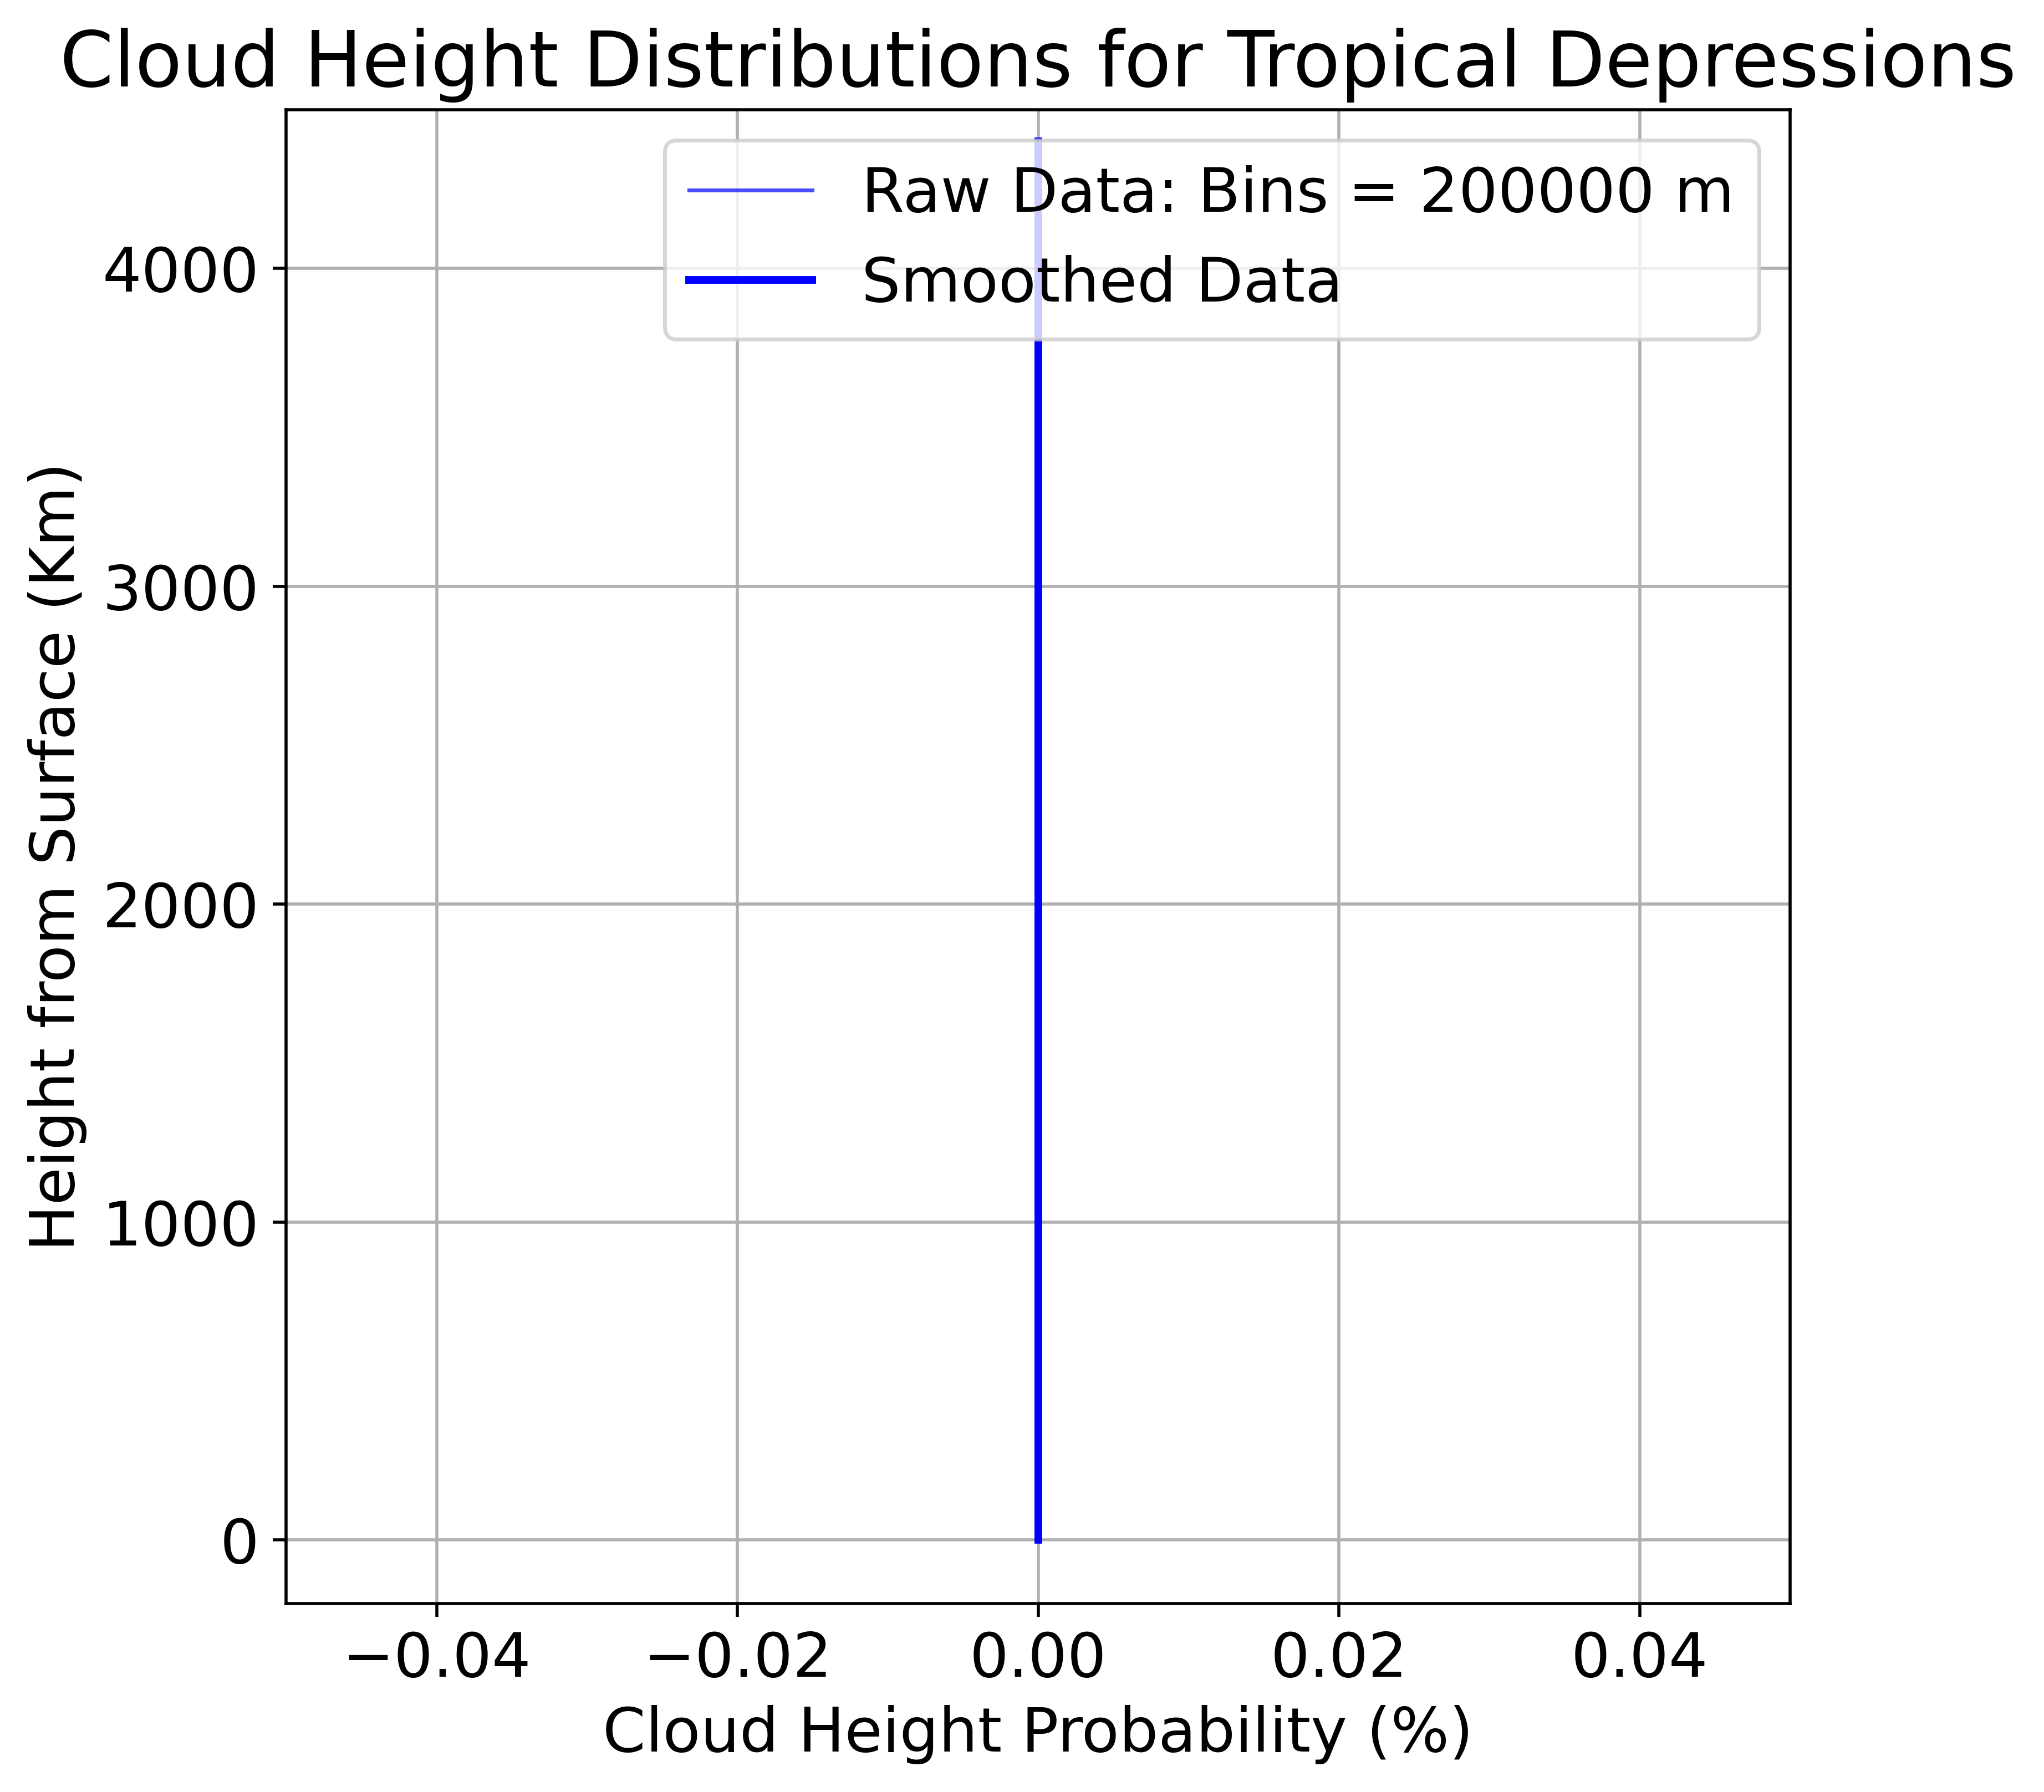 Cloud Height Distributions for Tropical Depressions
Raw Data: Bins = 200000 m
Smoothed Data
Height from Surface (Km)
4000
3000
2000
1000
0
−0.04 −0.02 0.00 0.02 0.04
Cloud Height Probability (%)